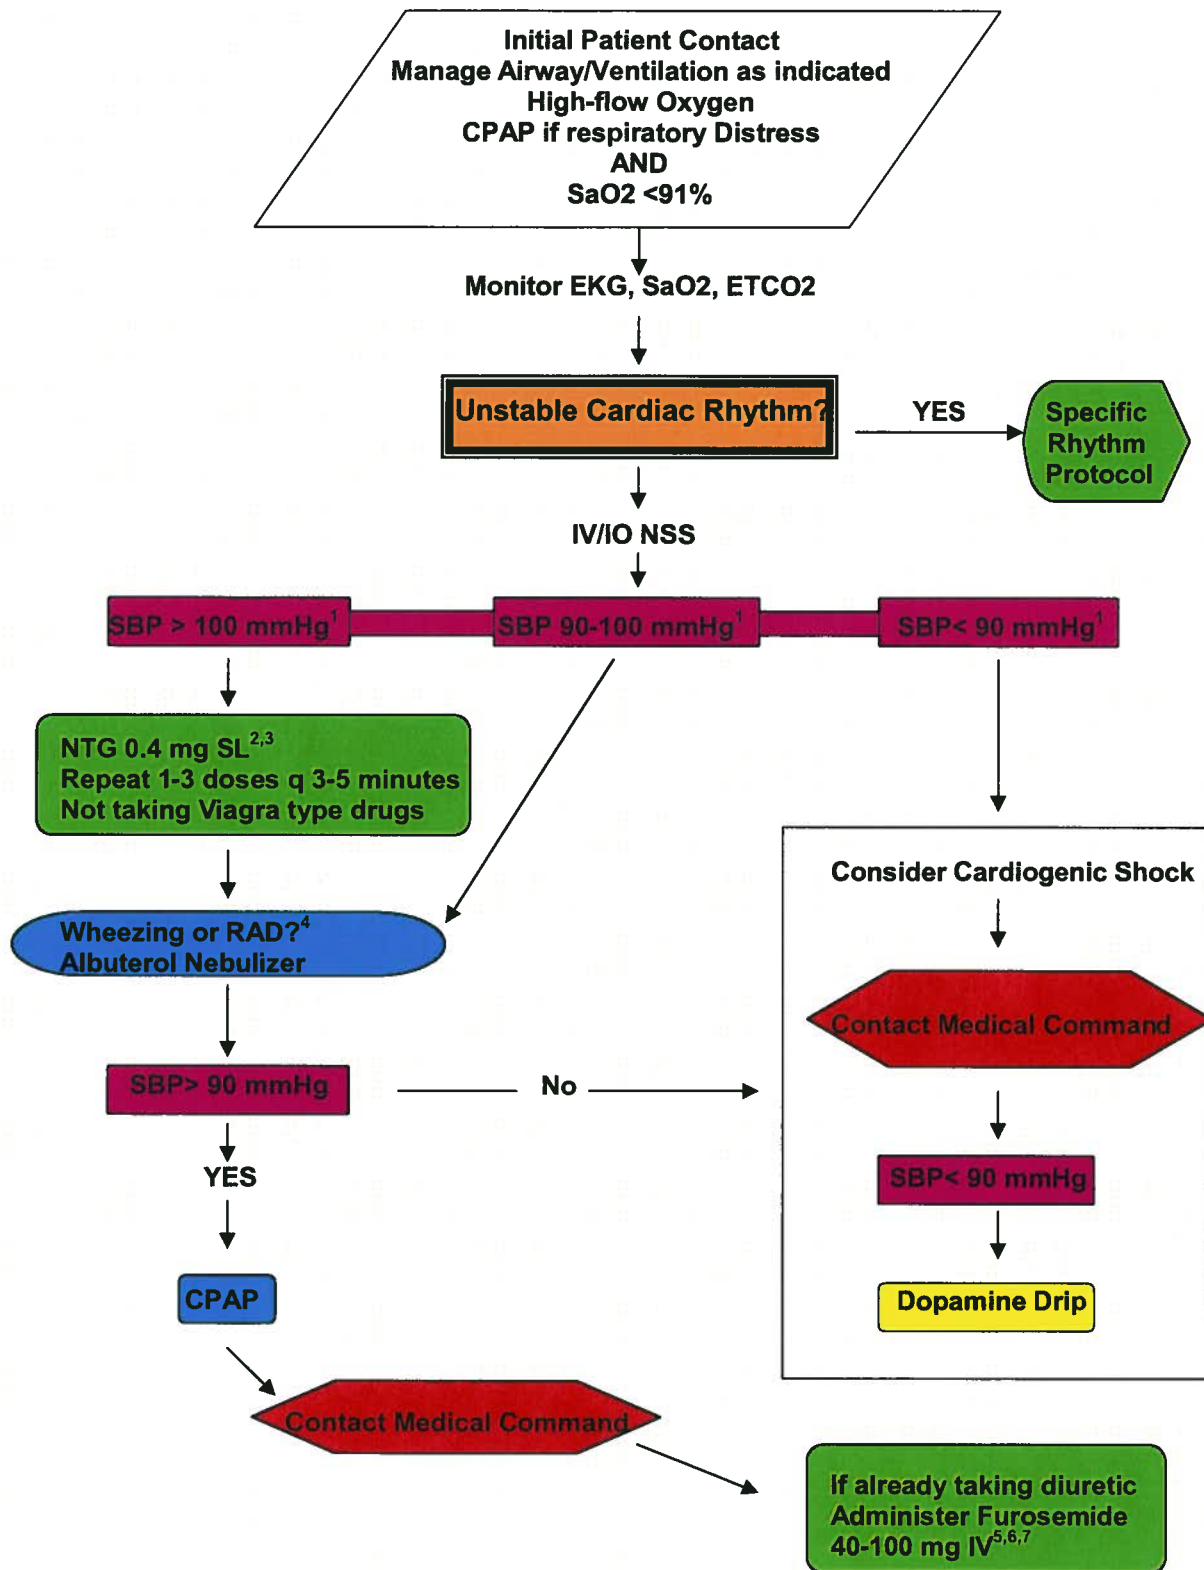 Initial Patient Contact
Manage Airway/Ventilation as indicated
High-flow Oxygen
CPAP if respiratory Distress
AND
SaO2 <91%
Monitor EKG, SaO2, ETCO2
Unstable Cardiac Rhythm?
YES
Specific
Rhythm
Protocol
IV/IO NSS
SBP > 100 mmHg¹
SBP 90-100 mmHg¹
SBP< 90 mmHg¹
NTG 0.4 mg SL²,³
Repeat 1-3 doses q 3-5 minutes
Not taking Viagra type drugs
Wheezing or RAD?⁴
Albuterol Nebulizer
SBP> 90 mmHg
No
YES
CPAP
Contact Medical Command
Consider Cardiogenic Shock
Contact Medical Command
SBP< 90 mmHg
Dopamine Drip
If already taking diuretic
Administer Furosemide
40-100 mg IV⁵,⁶,⁷